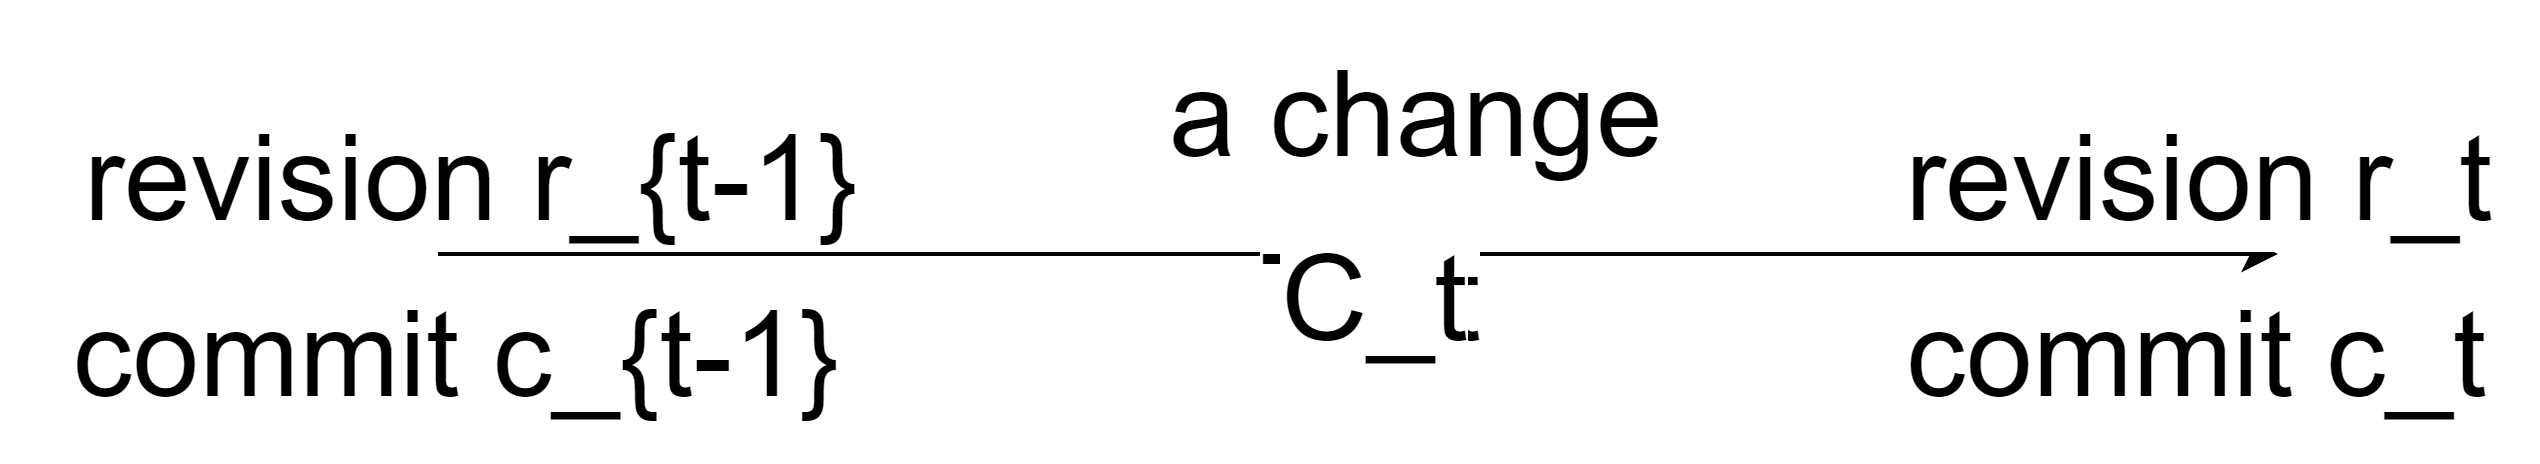 revision r_{t-1}
commit c_{t-1}
a change
C_t
revision r_t
commit c_t